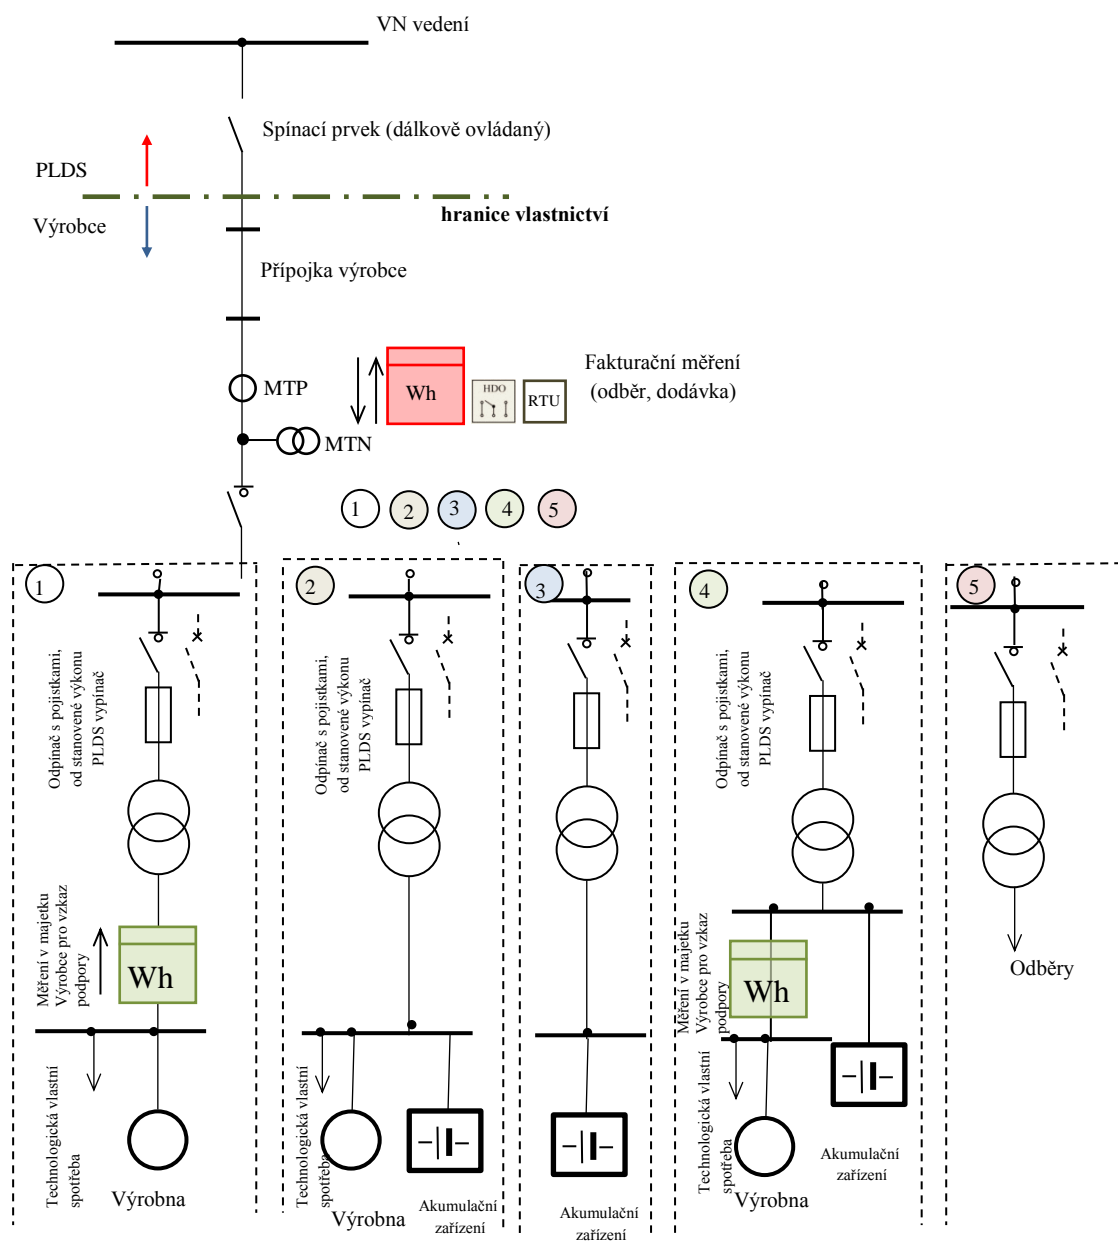 VN vedení
Spínací prvek (dálkově ovládaný)
PLDS
hranice vlastnictví
Výrobce
Přípojka výrobce
Fakturační měření
(odběr, dodávka)
MTP
Wh
HDO
RTU
MTN
1
2
3
4
5
1
Odpínač s pojistkami,
od stanovené výkonu
PLDS vypínač
Měření v majetku
Výrobce pro vzkaz
podpory
Wh
Technologická vlastní
spotřeba
Výrobna
2
Odpínač s pojistkami,
od stanovené výkonu
PLDS vypínač
Technologická vlastní
spotřeba
Výrobna
Akumulační
zařízení
3
Akumulační
zařízení
4
Odpínač s pojistkami,
od stanovené výkonu
PLDS vypínač
Měření v majetku
Výrobce pro vzkaz
podpory
Wh
Technologická vlastní
spotřeba
Výrobna
Akumulační
zařízení
5
Odběry